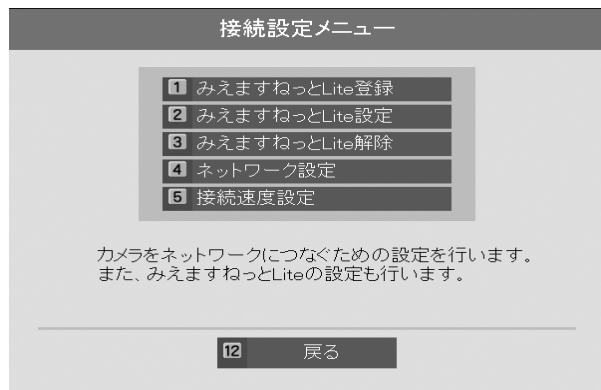 接続設定メニュー
1 みえますねっとLite登録
2 みえますねっとLite設定
3 みえますねっとLite解除
4 ネットワーク設定
5 接続速度設定
カメラをネットワークにつなぐための設定を行います。
また、みえますねっとLiteの設定も行います。
12 戻る